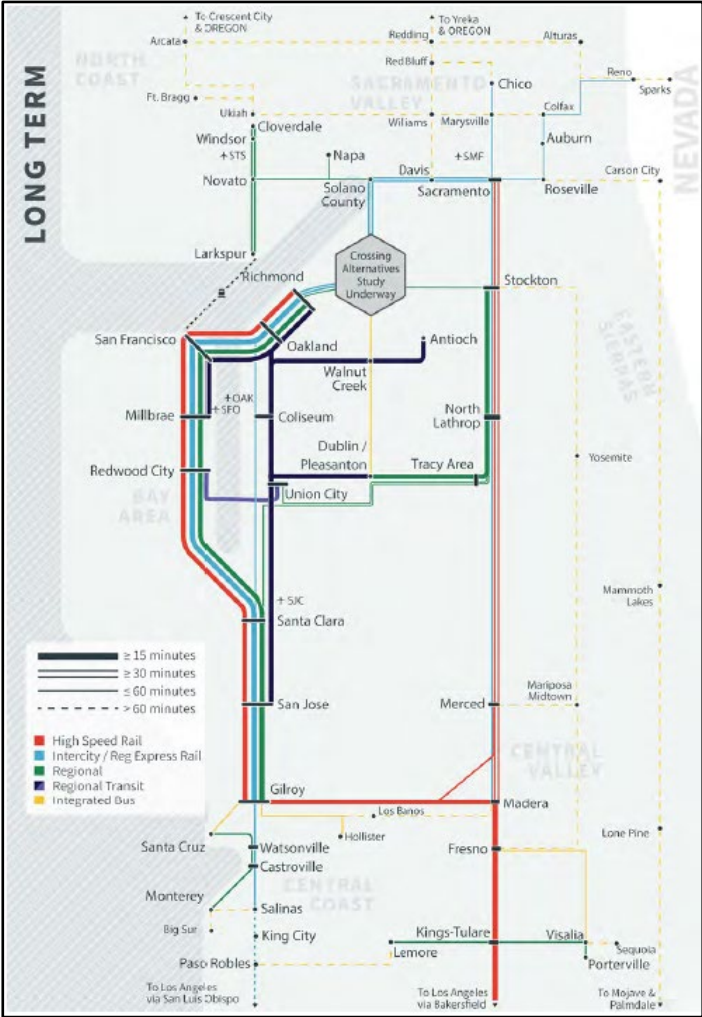 To Crescent City
& OREGON
To Yreka
& OREGON
Arcata
Redding
Alturas
NORTH
COAST
Red Bluff
SACRAMENTO
VALLEY
Chico
Reno
Sparks
NEVADA
LONG TERM
Ft. Bragg
Ukiah
Cloverdale
Williams
Marysville
Colfax
Windsor
+STS
Napa
Davis
+SMF
Auburn
Novato
Solano
County
Sacramento
Roseville
Carson City
Larkspur
Crossing
Alternatives
Study
Underway
Richmond
Stockton
EASTERN
SIERRAS
San Francisco
Oakland
Antioch
Walnut
Creek
+OAK
+SFO
Millbrae
Coliseum
North
Lathrop
Dublin /
Pleasanton
Tracy Area
Yosemite
Redwood City
Union City
BAY
AREA
Mammoth
Lakes
+SJC
Santa Clara
≥ 15 minutes
≥ 30 minutes
≤ 60 minutes
> 60 minutes
High Speed Rail
Intercity / Reg Express Rail
Regional
Regional Transit
Integrated Bus
San Jose
Merced
Mariposa
Midtown
CENTRAL
VALLEY
Gilroy
Madera
Los Banos
Hollister
Santa Cruz
Watsonville
Fresno
Lone Pine
Castroville
CENTRAL
COAST
Monterey
Salinas
Big Sur
King City
Kings-Tulare
Visalia
Lemore
Sequoia
Porterville
Paso Robles
To Los Angeles
via San Luis Obispo
To Los Angeles
via Bakersfield
To Mojave &
Palmdale